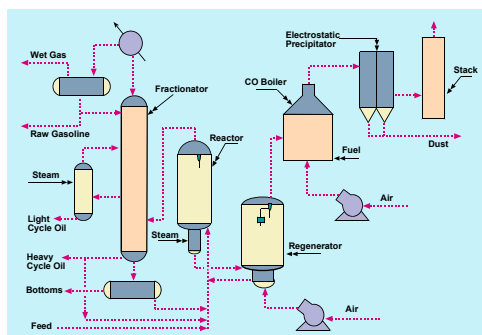 Electrostatic
Precipitator
Wet Gas
Fractionator
CO Boiler
Stack
Raw Gasoline
Reactor
Dust
Fuel
Steam
Air
Light
Cycle Oil
Steam
Regenerator
Heavy
Cycle Oil
Bottoms
Air
Feed